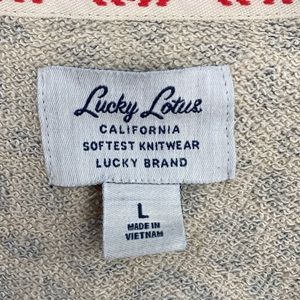 Lucky Lotus
CALIFORNIA
SOFTEST KNITWEAR
LUCKY BRAND
L
MADE IN
VIETNAM